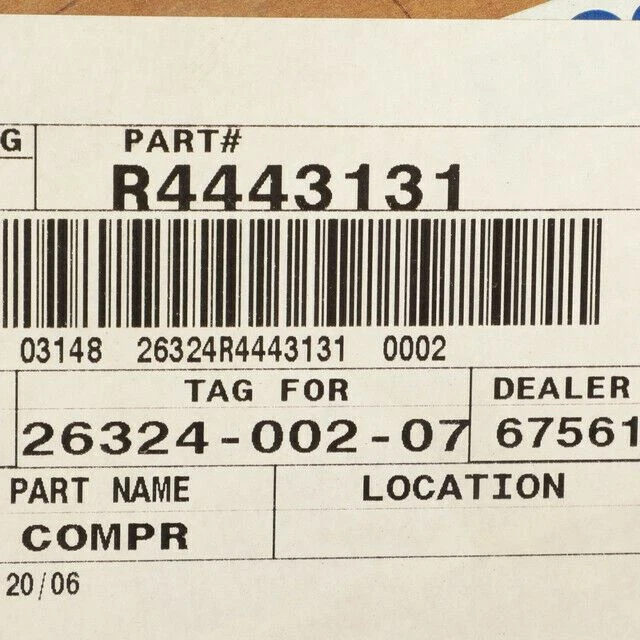 G PART#
R4443131
03148 26324R4443131 0002
TAG FOR DEALER
26324-002-07 67561
PART NAME LOCATION
COMPR
20/06